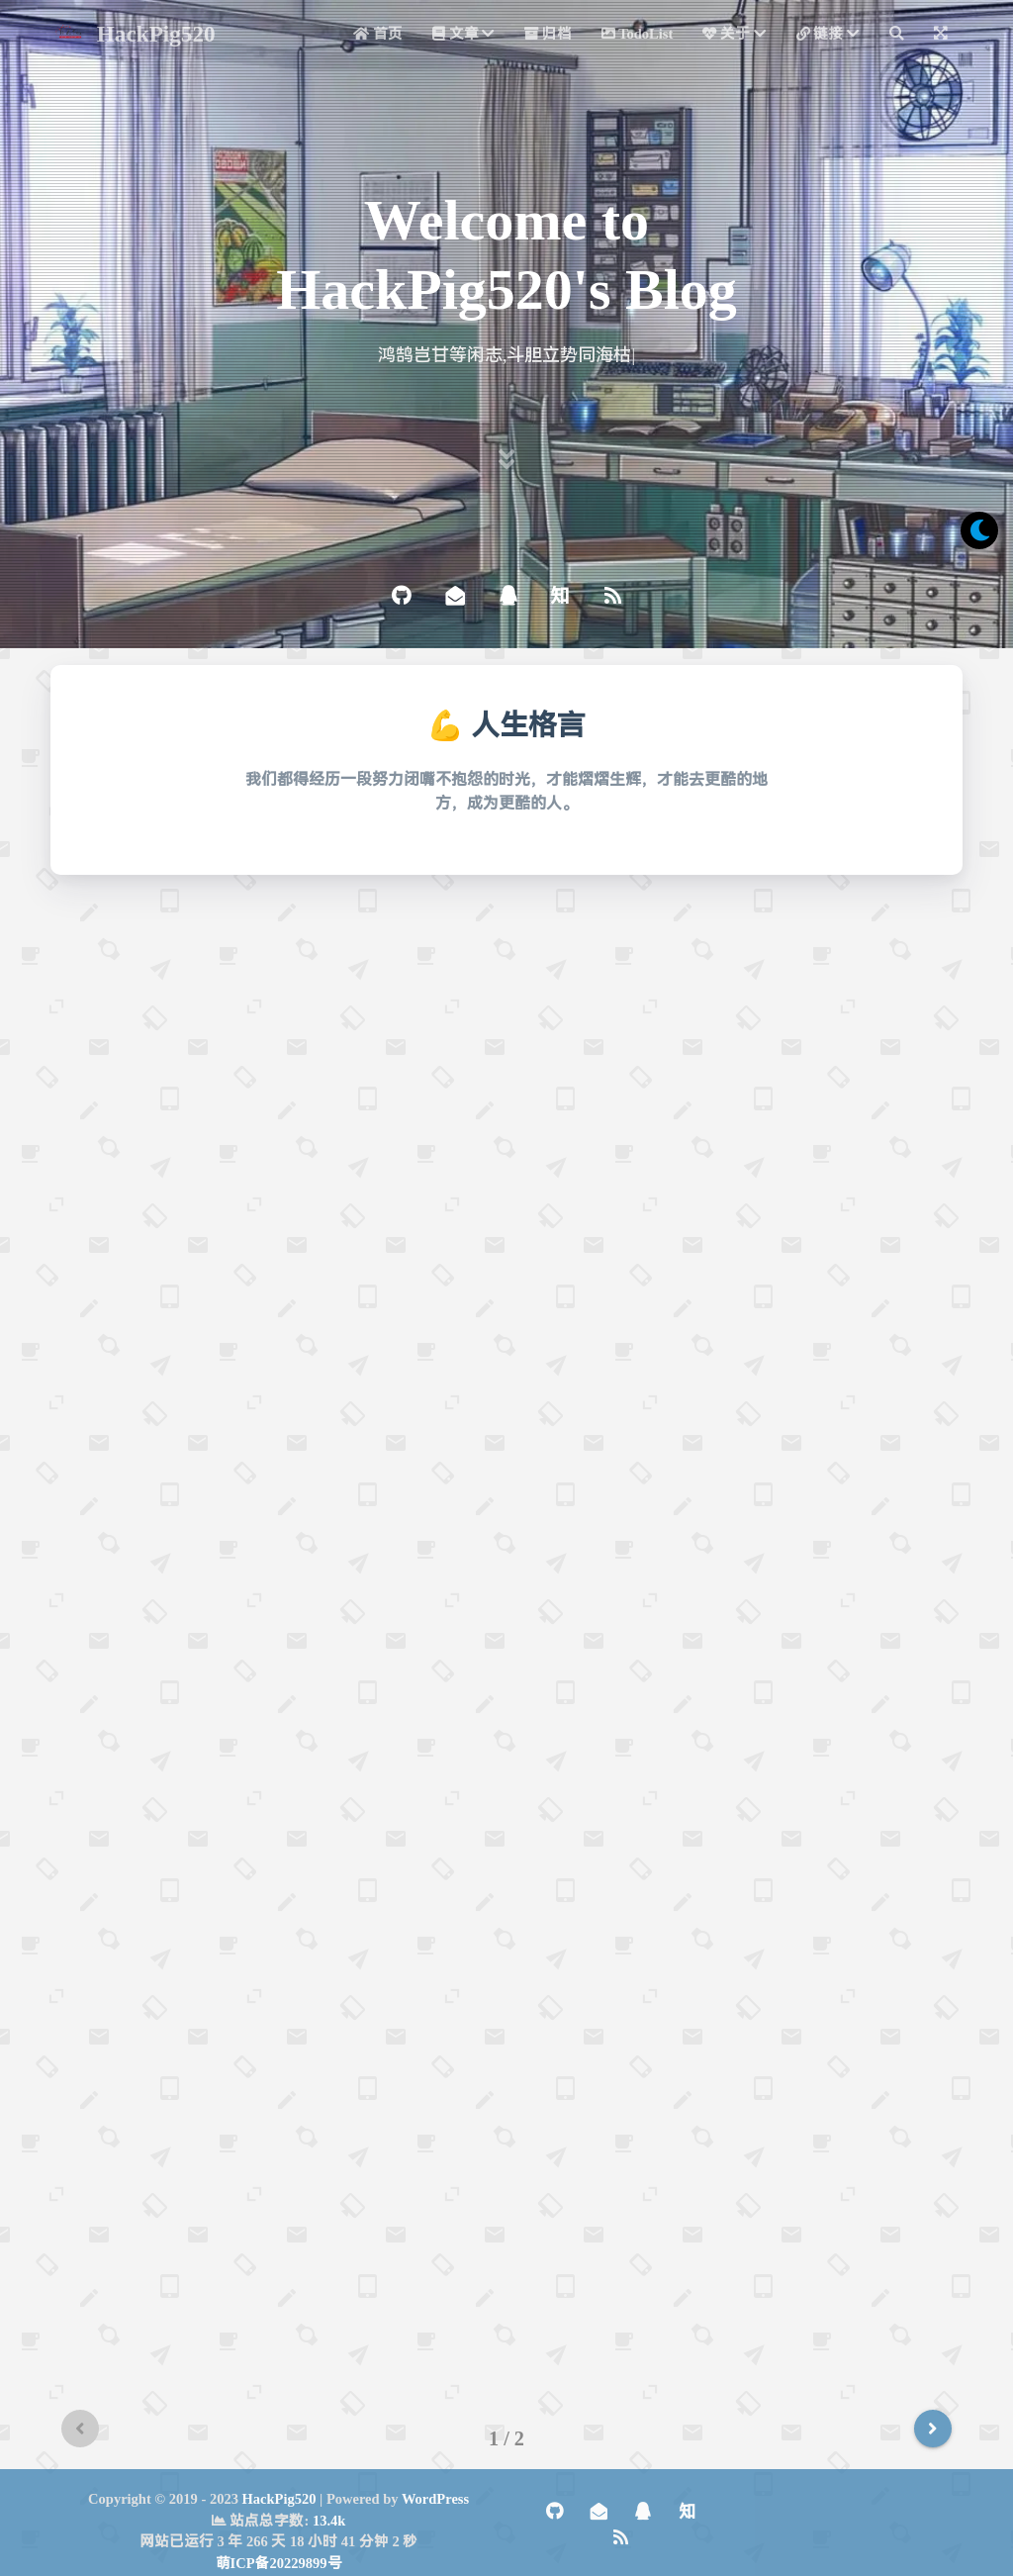 HackPig520
首页 文章 归档 TodoList 关于 链接
Welcome to
HackPig520's Blog
鸿鹄岂甘等闲志,斗胆立势同海枯|
知
💪 人生格言
我们都得经历一段努力闭嘴不抱怨的时光，才能熠熠生辉，才能去更酷的地
方，成为更酷的人。
1 / 2
Copyright © 2019 - 2023 HackPig520 | Powered by WordPress
站点总字数: 13.4k
网站已运行 3 年 266 天 18 小时 41 分钟 2 秒
萌ICP备20229899号
知